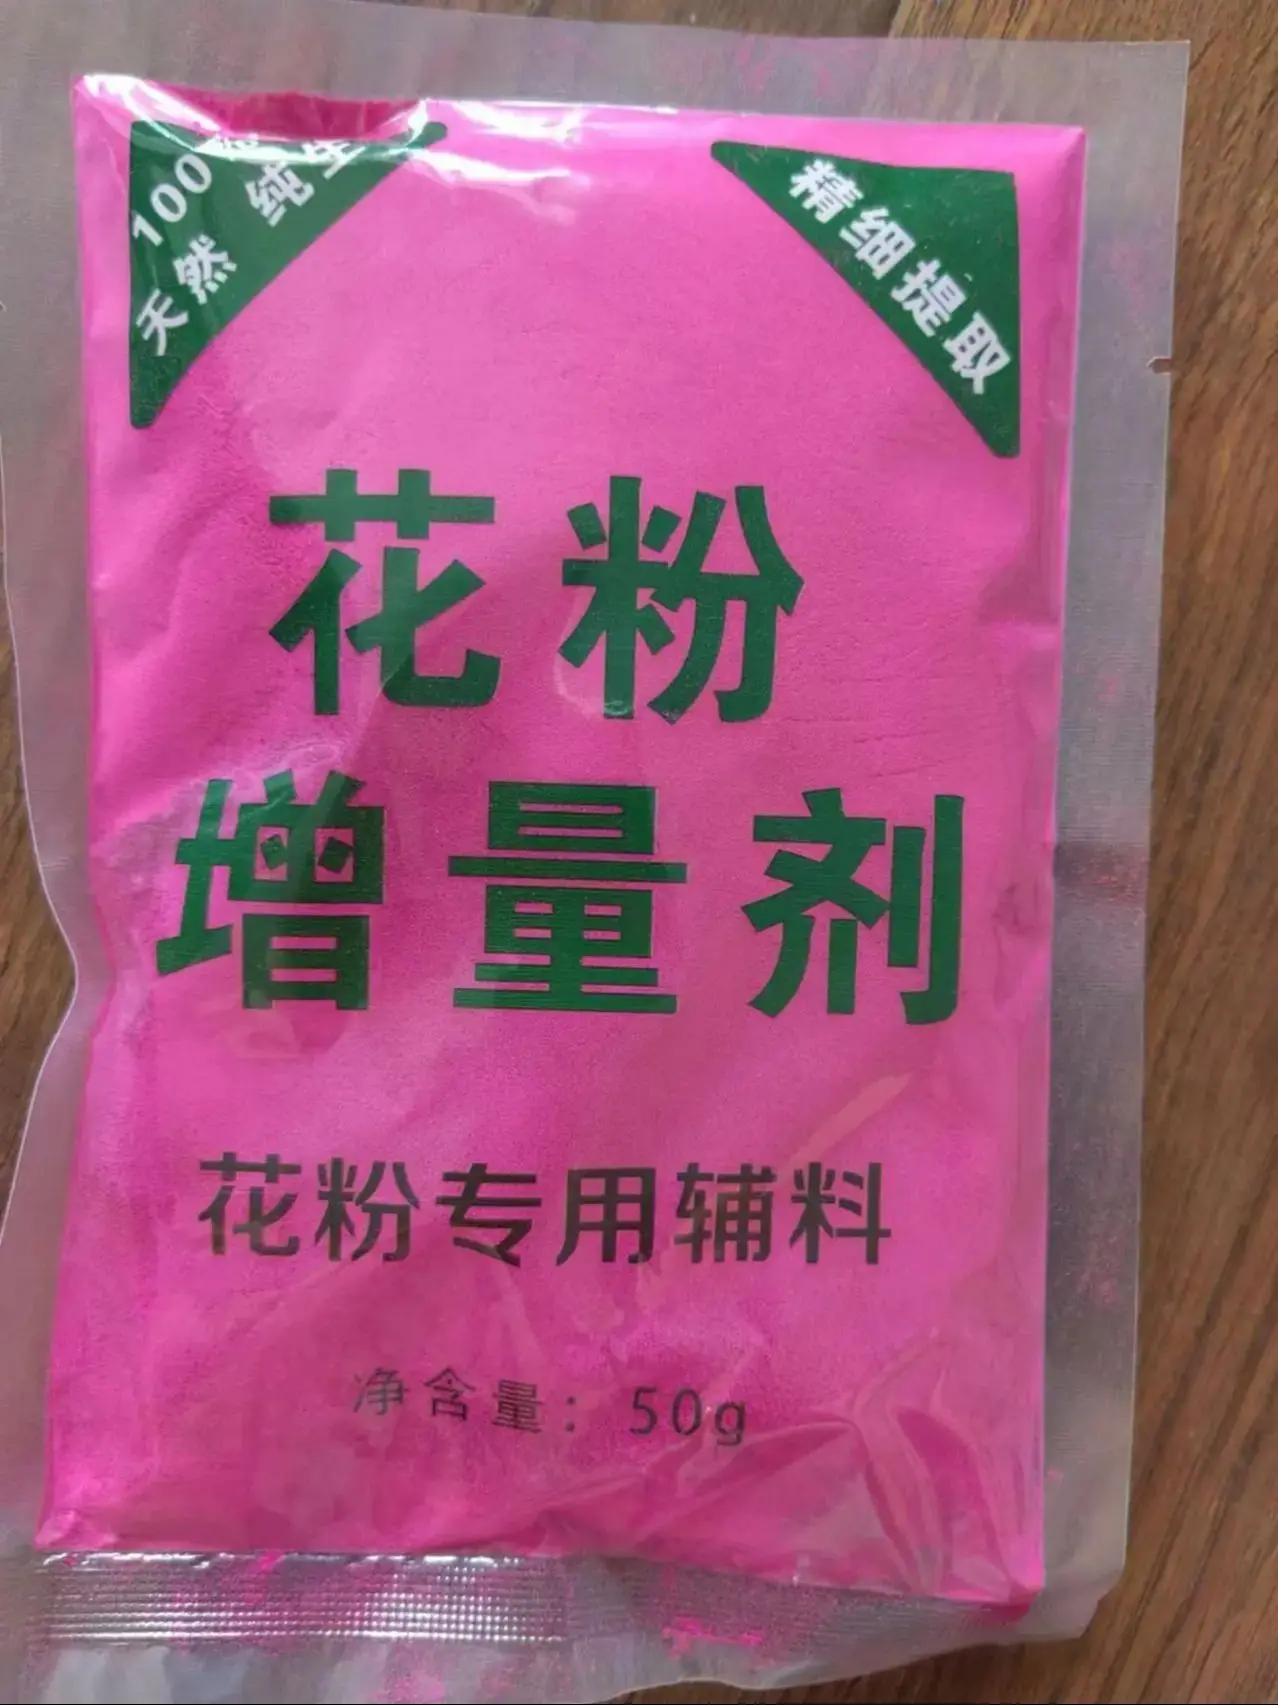 100
天然 纯生
精细提取
花粉
增量剂
花粉专用辅料
净含量：50g